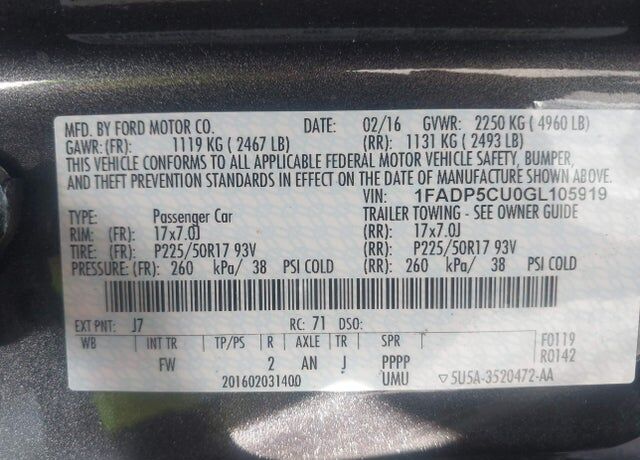 MFD. BY FORD MOTOR CO. DATE: 02/16 GVWR: 2250 KG ( 4960 LB)
GAWR: (FR): 1119 KG ( 2467 LB) (RR): 1131 KG ( 2493 LB)
THIS VEHICLE CONFORMS TO ALL APPLICABLE FEDERAL MOTOR VEHICLE SAFETY, BUMPER,
AND THEFT PREVENTION STANDARDS IN EFFECT ON THE DATE OF MANUFACTURE SHOWN ABOVE.
VIN: 1FADP5CU0GL105919
TYPE: Passenger Car TRAILER TOWING - SEE OWNER GUIDE
RIM: (FR): 17x7.0J (RR): 17x7.0J
TIRE: (FR): P225/50R17 93V (RR): P225/50R17 93V
PRESSURE: (FR): 260 kPa/ 38 PSI COLD (RR): 260 kPa/ 38 PSI COLD
EXT PNT: J7 RC: 71 DSO:
WB INT TR TP/PS R AXLE TR SPR F0119
FW 2 AN J PPPP R0142
201602031400 UMU ▽5U5A-3520472-AA